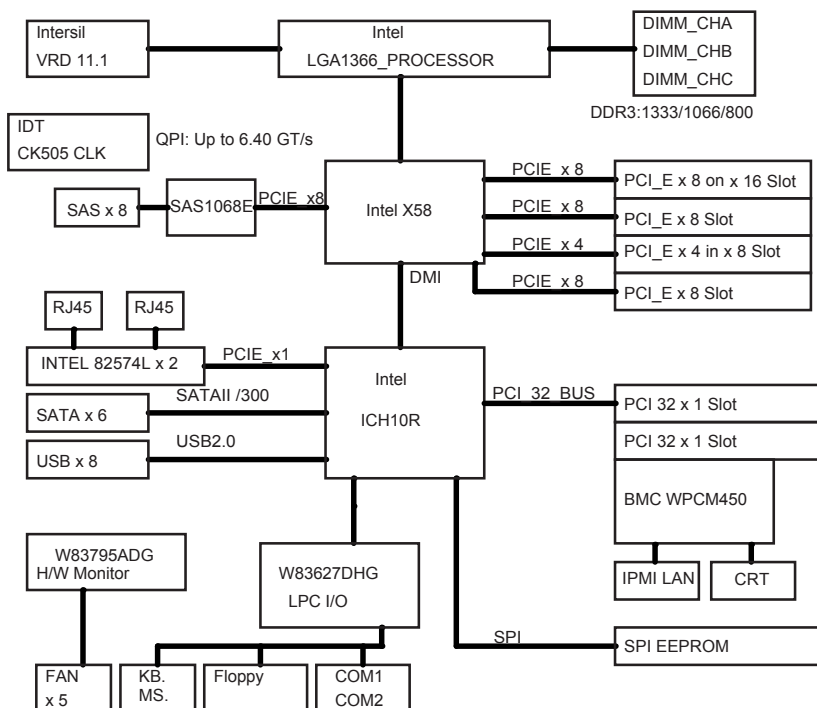 Intersil
VRD 11.1
Intel
LGA1366_PROCESSOR
DIMM_CHA
DIMM_CHB
DIMM_CHC
DDR3:1333/1066/800
IDT
CK505 CLK
QPI: Up to 6.40 GT/s
SAS x 8
SAS1068E
PCIE_x8
Intel X58
PCIE_x 8
PCI_E x 8 on x 16 Slot
PCIE_x 8
PCI_E x 8 Slot
PCIE_x 4
PCI_E x 4 in x 8 Slot
PCIE_x 8
PCI_E x 8 Slot
DMI
RJ45
RJ45
INTEL 82574L x 2
PCIE_x1
SATA x 6
SATAII /300
USB x 8
USB2.0
Intel
ICH10R
PCI_32_BUS
PCI 32 x 1 Slot
PCI 32 x 1 Slot
BMC WPCM450
IPMI LAN
CRT
W83795ADG
H/W Monitor
W83627DHG
LPC I/O
SPI
SPI EEPROM
FAN
x 5
KB.
MS.
Floppy
COM1
COM2